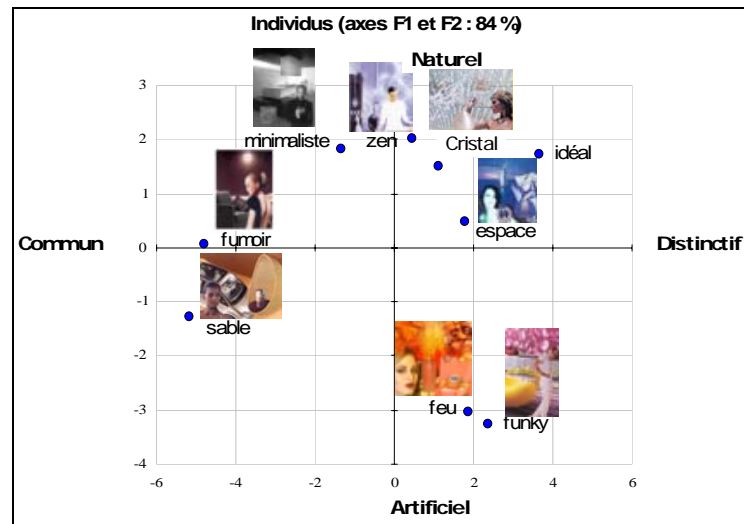 Individus (axes F1 et F2 : 84 %)
Naturel
3
2
minimaliste
zen
Cristal
idéal
1
espace
Commun
0
fumoir
Distinctif
-1
sable
-2
-3
feu
funky
-4
-6 -4 -2 0 2 4 6
Artificiel